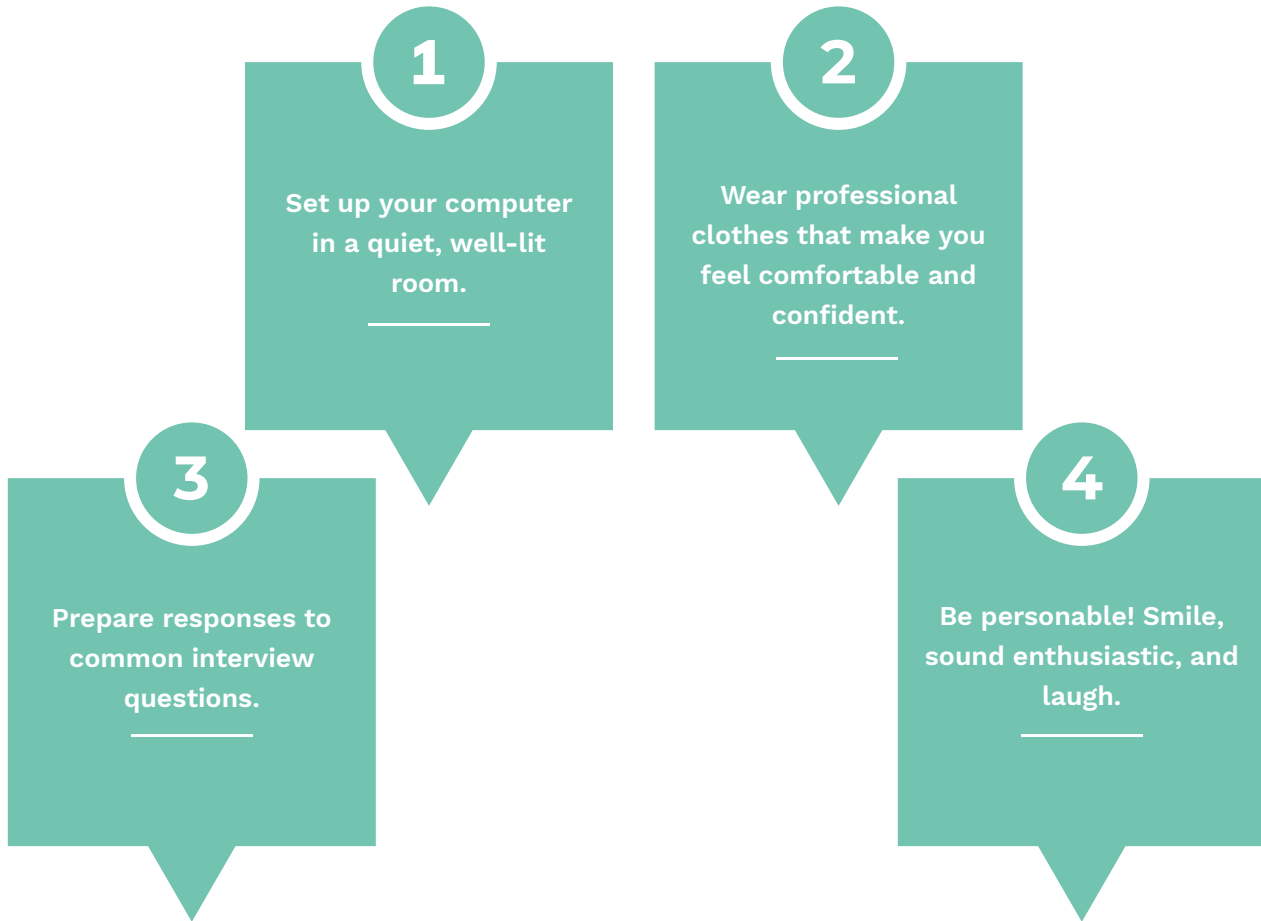 1
Set up your computer
in a quiet, well-lit
room.
2
Wear professional
clothes that make you
feel comfortable and
confident.
3
Prepare responses to
common interview
questions.
4
Be personable! Smile,
sound enthusiastic, and
laugh.